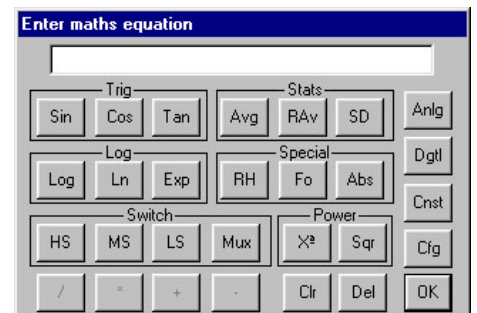 Enter maths equation
Trig Stats
Sin Cos Tan Avg RAv SD Anlg
Log Special Dgtl
Log Ln Exp RH Fo Abs
Switch Power Cnst
HS MS LS Mux Xª Sqr Cfg
/ * + - Clr Del OK